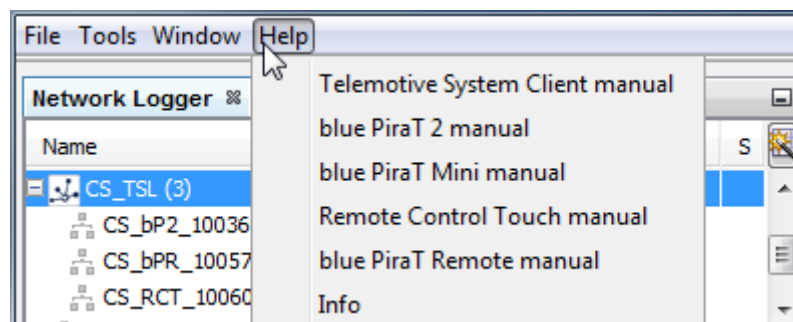 File Tools Window Help
Telemotive System Client manual
Network Logger
blue PiraT 2 manual
Name
S
blue PiraT Mini manual
CS_TSL (3)
Remote Control Touch manual
CS_bP2_10036
blue PiraT Remote manual
CS_bPR_10057
Info
CS_RCT_10060